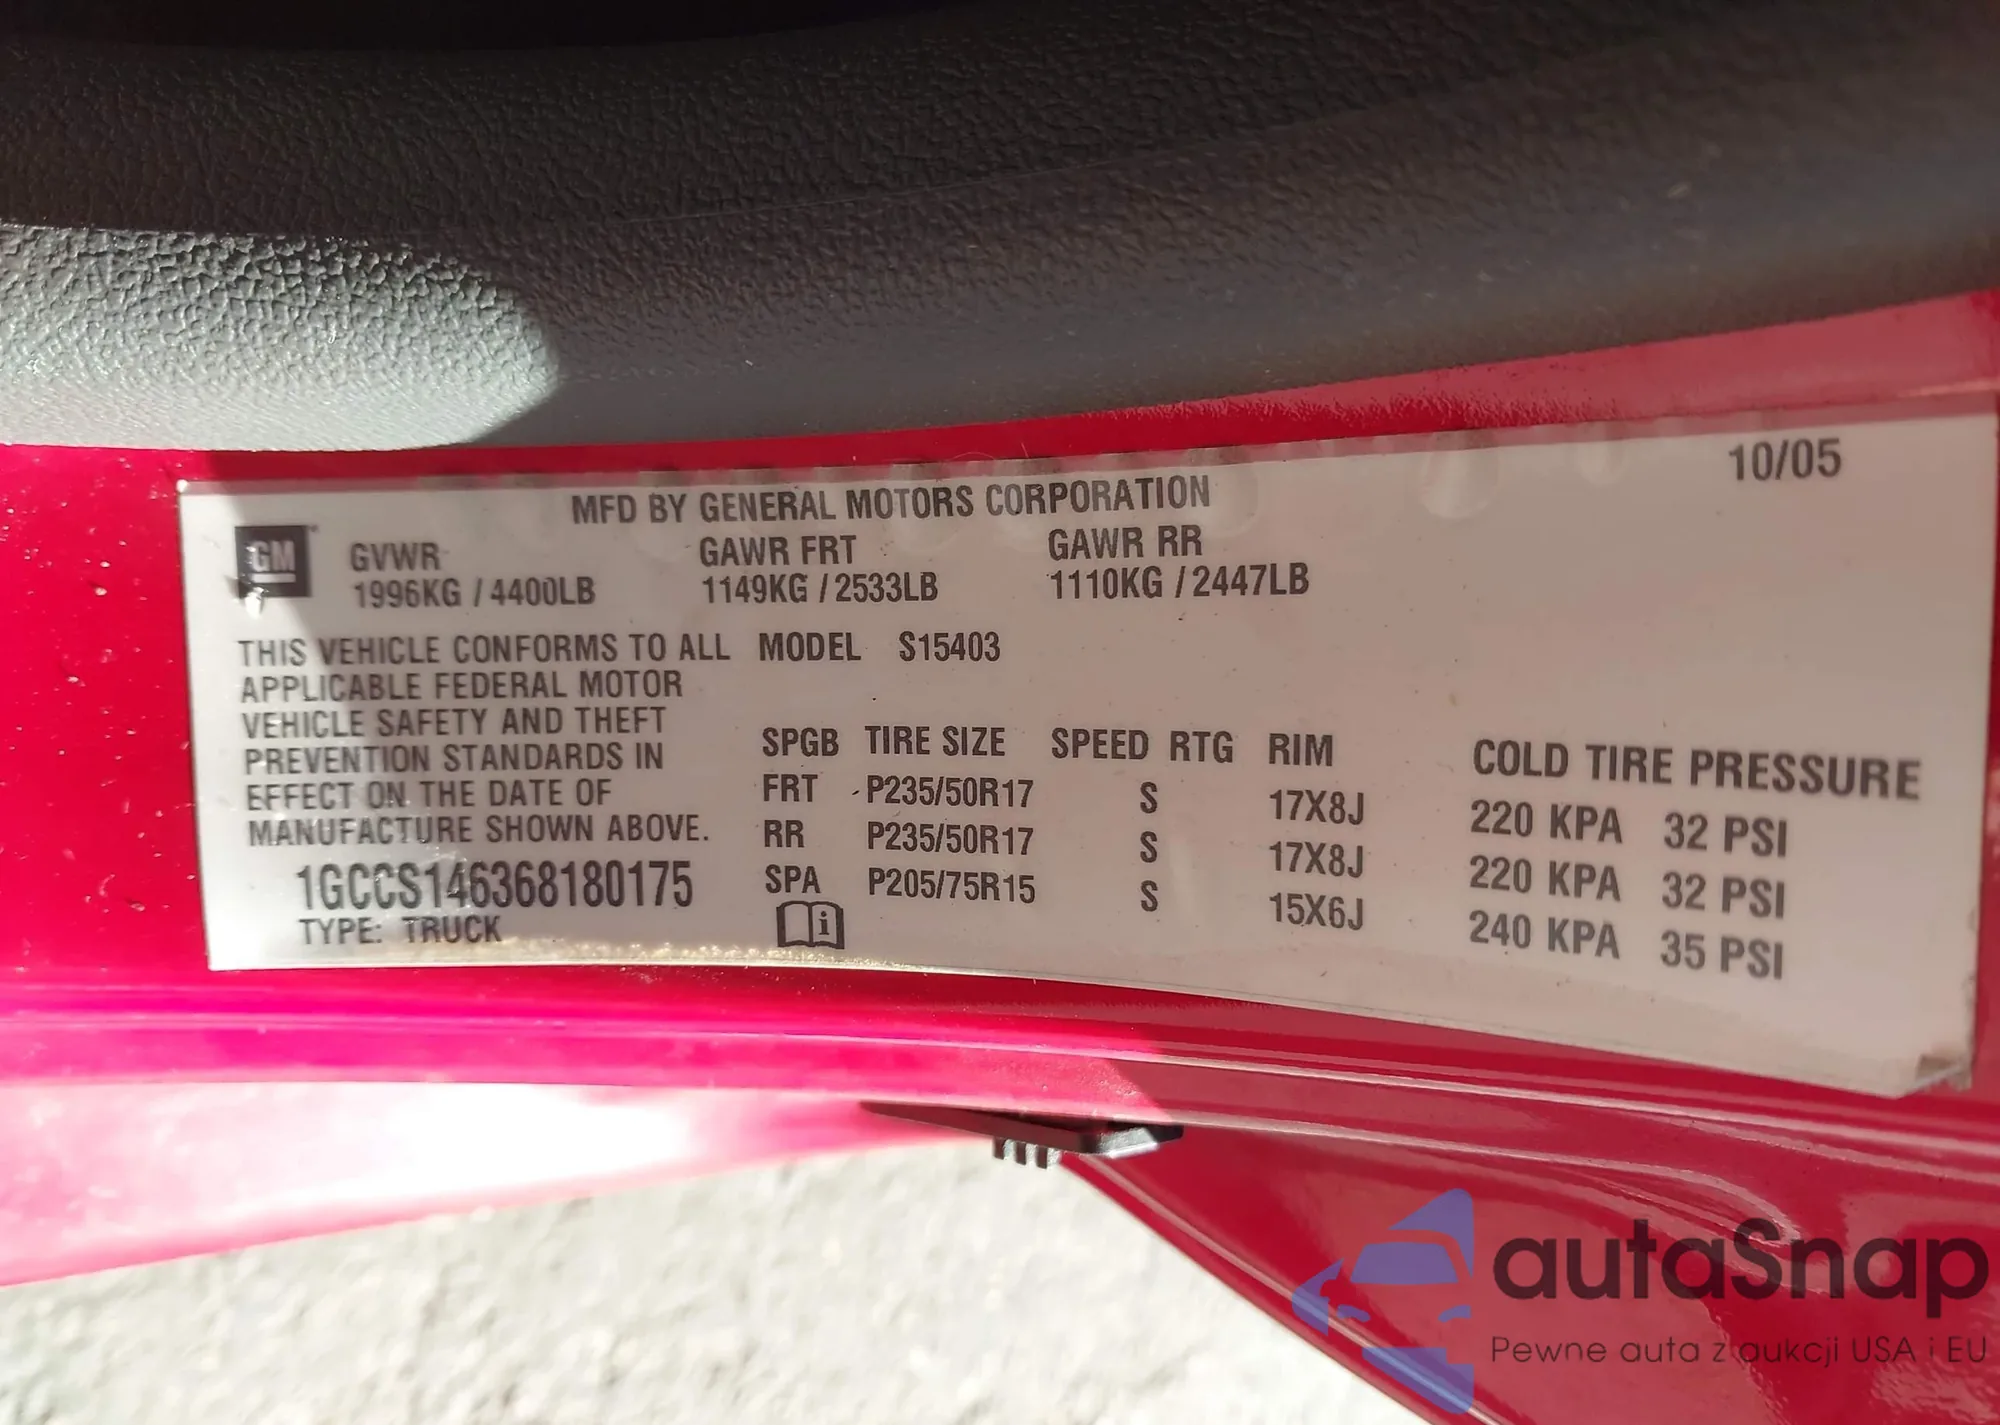 10/05
MFD BY GENERAL MOTORS CORPORATION
GM
GVWR GAWR FRT GAWR RR
1996KG / 4400LB 1149KG / 2533LB 1110KG / 2447LB
THIS VEHICLE CONFORMS TO ALL
APPLICABLE FEDERAL MOTOR
VEHICLE SAFETY AND THEFT
PREVENTION STANDARDS IN
EFFECT ON THE DATE OF
MANUFACTURE SHOWN ABOVE.
1GCCS146368180175
TYPE: TRUCK
MODEL S15403
SPGB TIRE SIZE SPEED RTG RIM COLD TIRE PRESSURE
FRT P235/50R17 S 17X8J 220 KPA 32 PSI
RR P235/50R17 S 17X8J 220 KPA 32 PSI
SPA P205/75R15 S 15X6J 240 KPA 35 PSI
i
autaSnap
Pewne auta z aukcji USA i EU